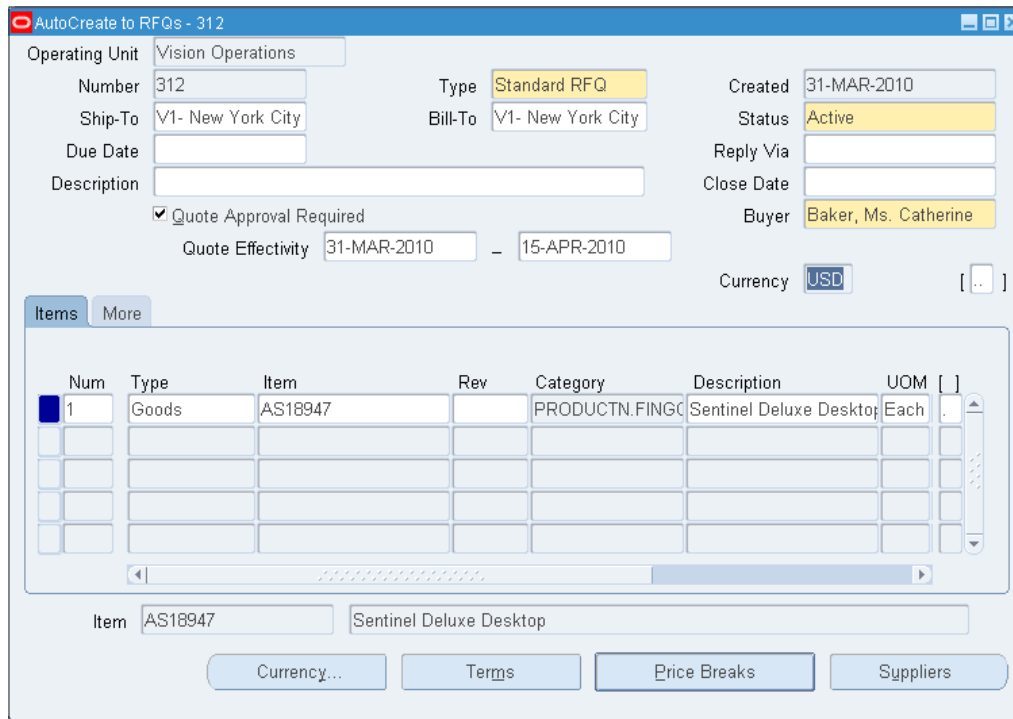 AutoCreate to RFQs - 312
Operating Unit Vision Operations
Number 312 Type Standard RFQ Created 31-MAR-2010
Ship-To V1- New York City Bill-To V1- New York City Status Active
Due Date Reply Via
Description Close Date
Quote Approval Required Buyer Baker, Ms. Catherine
Quote Effectivity 31-MAR-2010 – 15-APR-2010
Currency USD [ .. ]
Items More
Num Type Item Rev Category Description UOM [ ]
1 Goods AS18947 PRODUCTN.FINGO Sentinel Deluxe Desktop Each .
Item AS18947 Sentinel Deluxe Desktop
Currency... Terms Price Breaks Suppliers